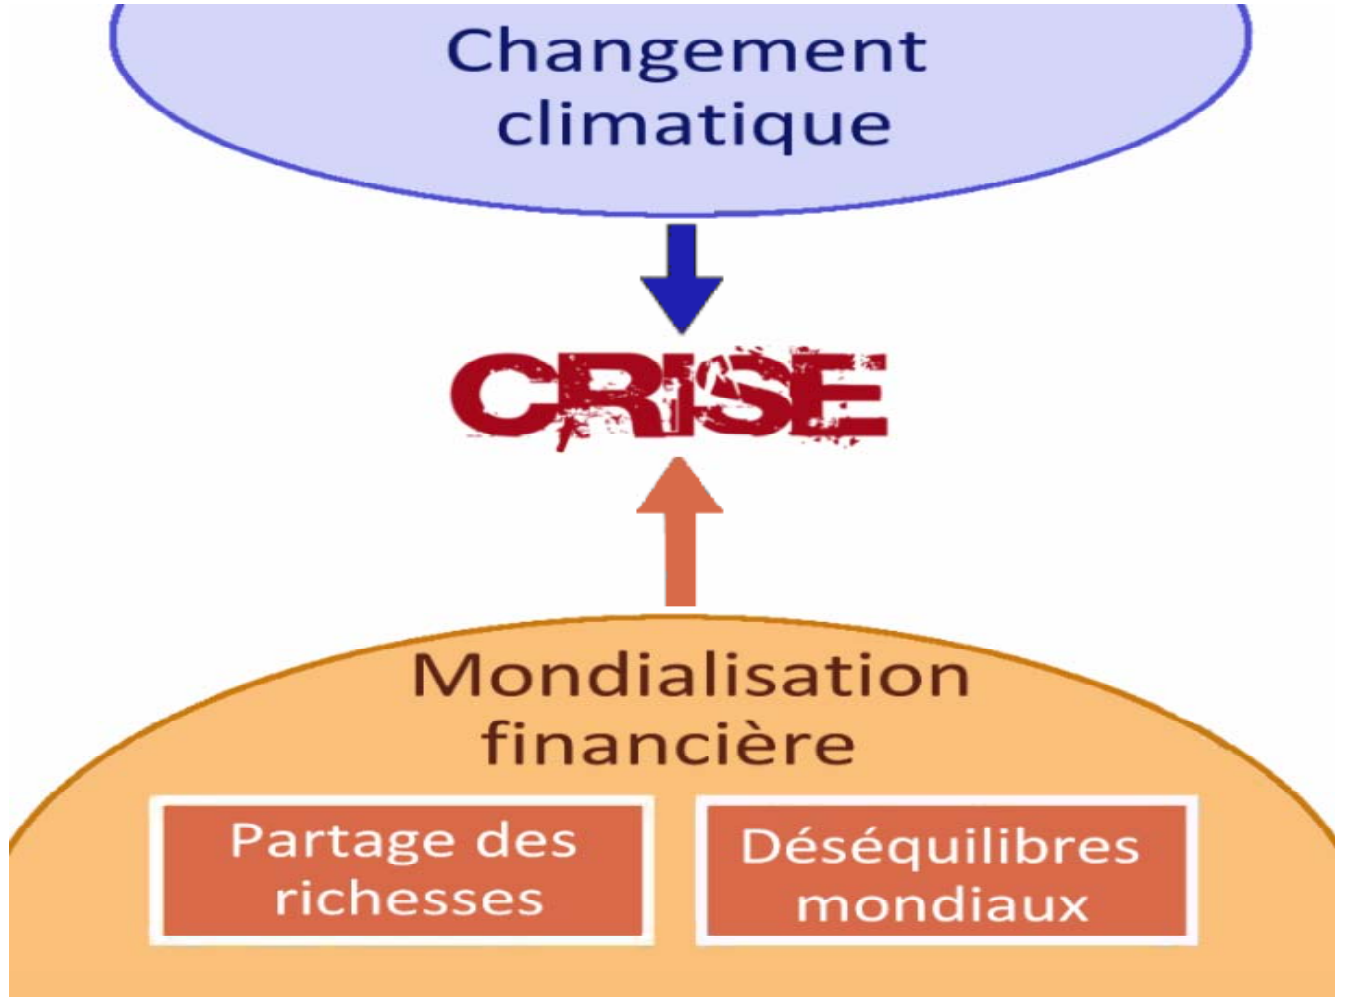 Changement
climatique
CRISE
Mondialisation
financière
Partage des
richesses
Déséquilibres
mondiaux